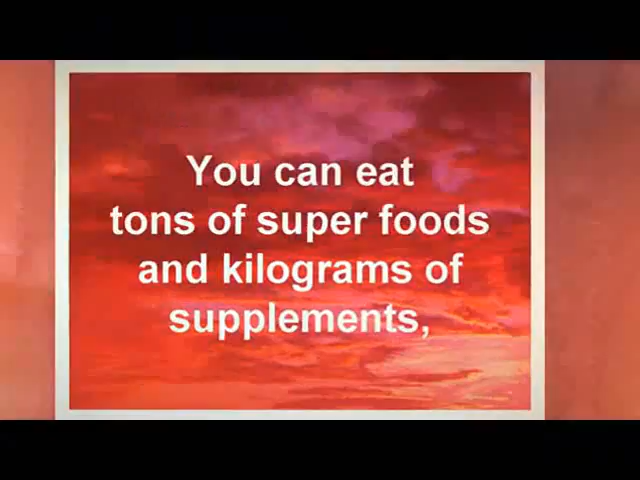 You can eat
tons of super foods
and kilograms of
supplements,